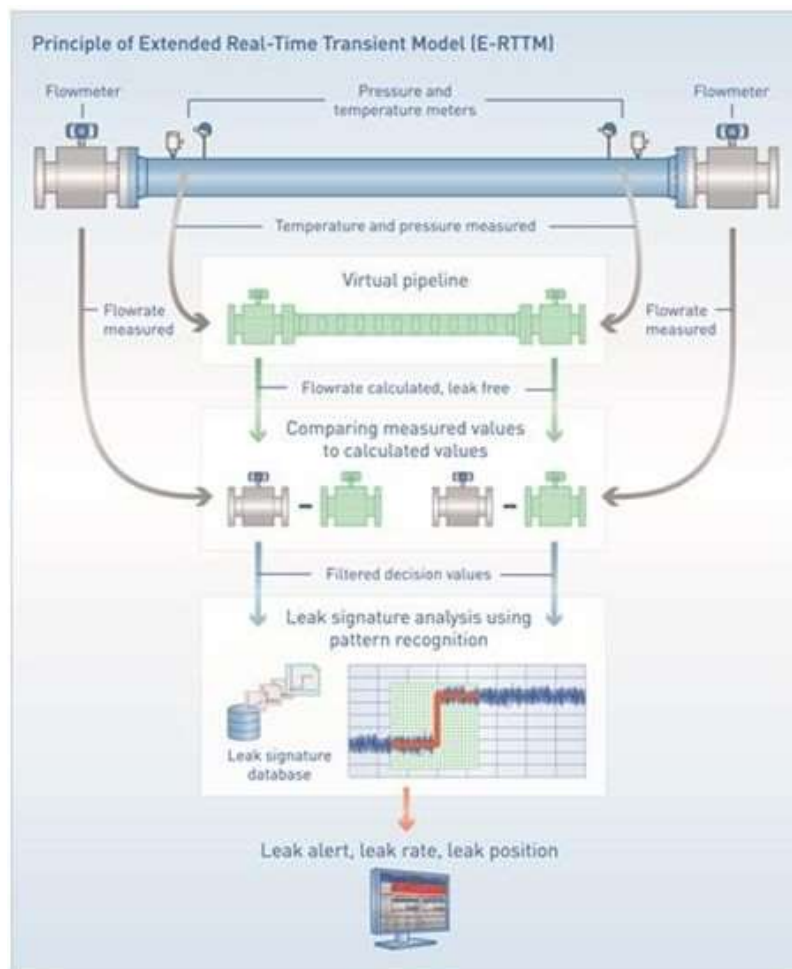 Principle of Extended Real-Time Transient Model (E-RTTM)
Flowmeter
Pressure and
temperature meters
Flowmeter
Temperature and pressure measured
Virtual pipeline
Flowrate
measured
Flowrate
measured
Flowrate calculated, leak free
Comparing measured values
to calculated values
Filtered decision values
Leak signature analysis using
pattern recognition
Leak signature
database
Leak alert, leak rate, leak position